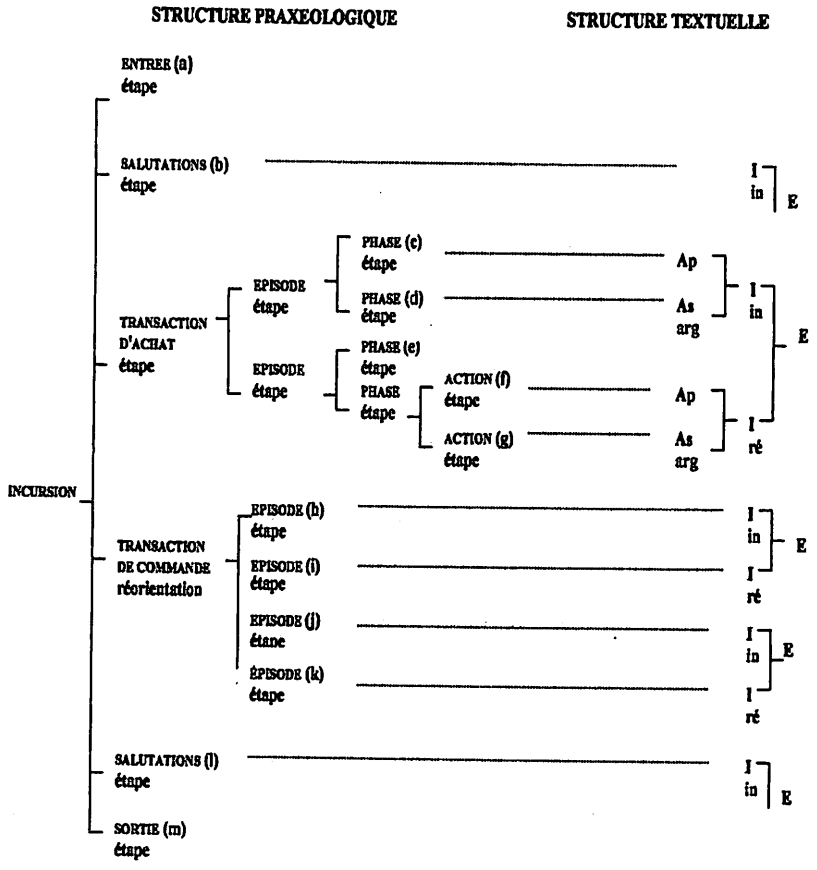 STRUCTURE PRAXEOLOGIQUE STRUCTURE TEXTUELLE
ENTREE (a)
étape
SALUTATIONS (b) I
étape in E
PHASE (c) Ap
étape
EPISODE I
étape in
PHASE (d) As
étape arg
TRANSACTION E
D'ACHAT
étape
PHASE (e)
étape
EPISODE
étape
PHASE
étape
ACTION (f) Ap
étape
I
ré
ACTION (g) As
étape arg
INCURSION
EPISODE (h) I
étape in
TRANSACTION E
DE COMMANDE
réorientation
EPISODE (i) I
étape ré
EPISODE (j) I
étane in E
ÉPISODE (k) I
étape ré
SALUTATIONS (l) I
étape in E
SORTIE (m)
étape